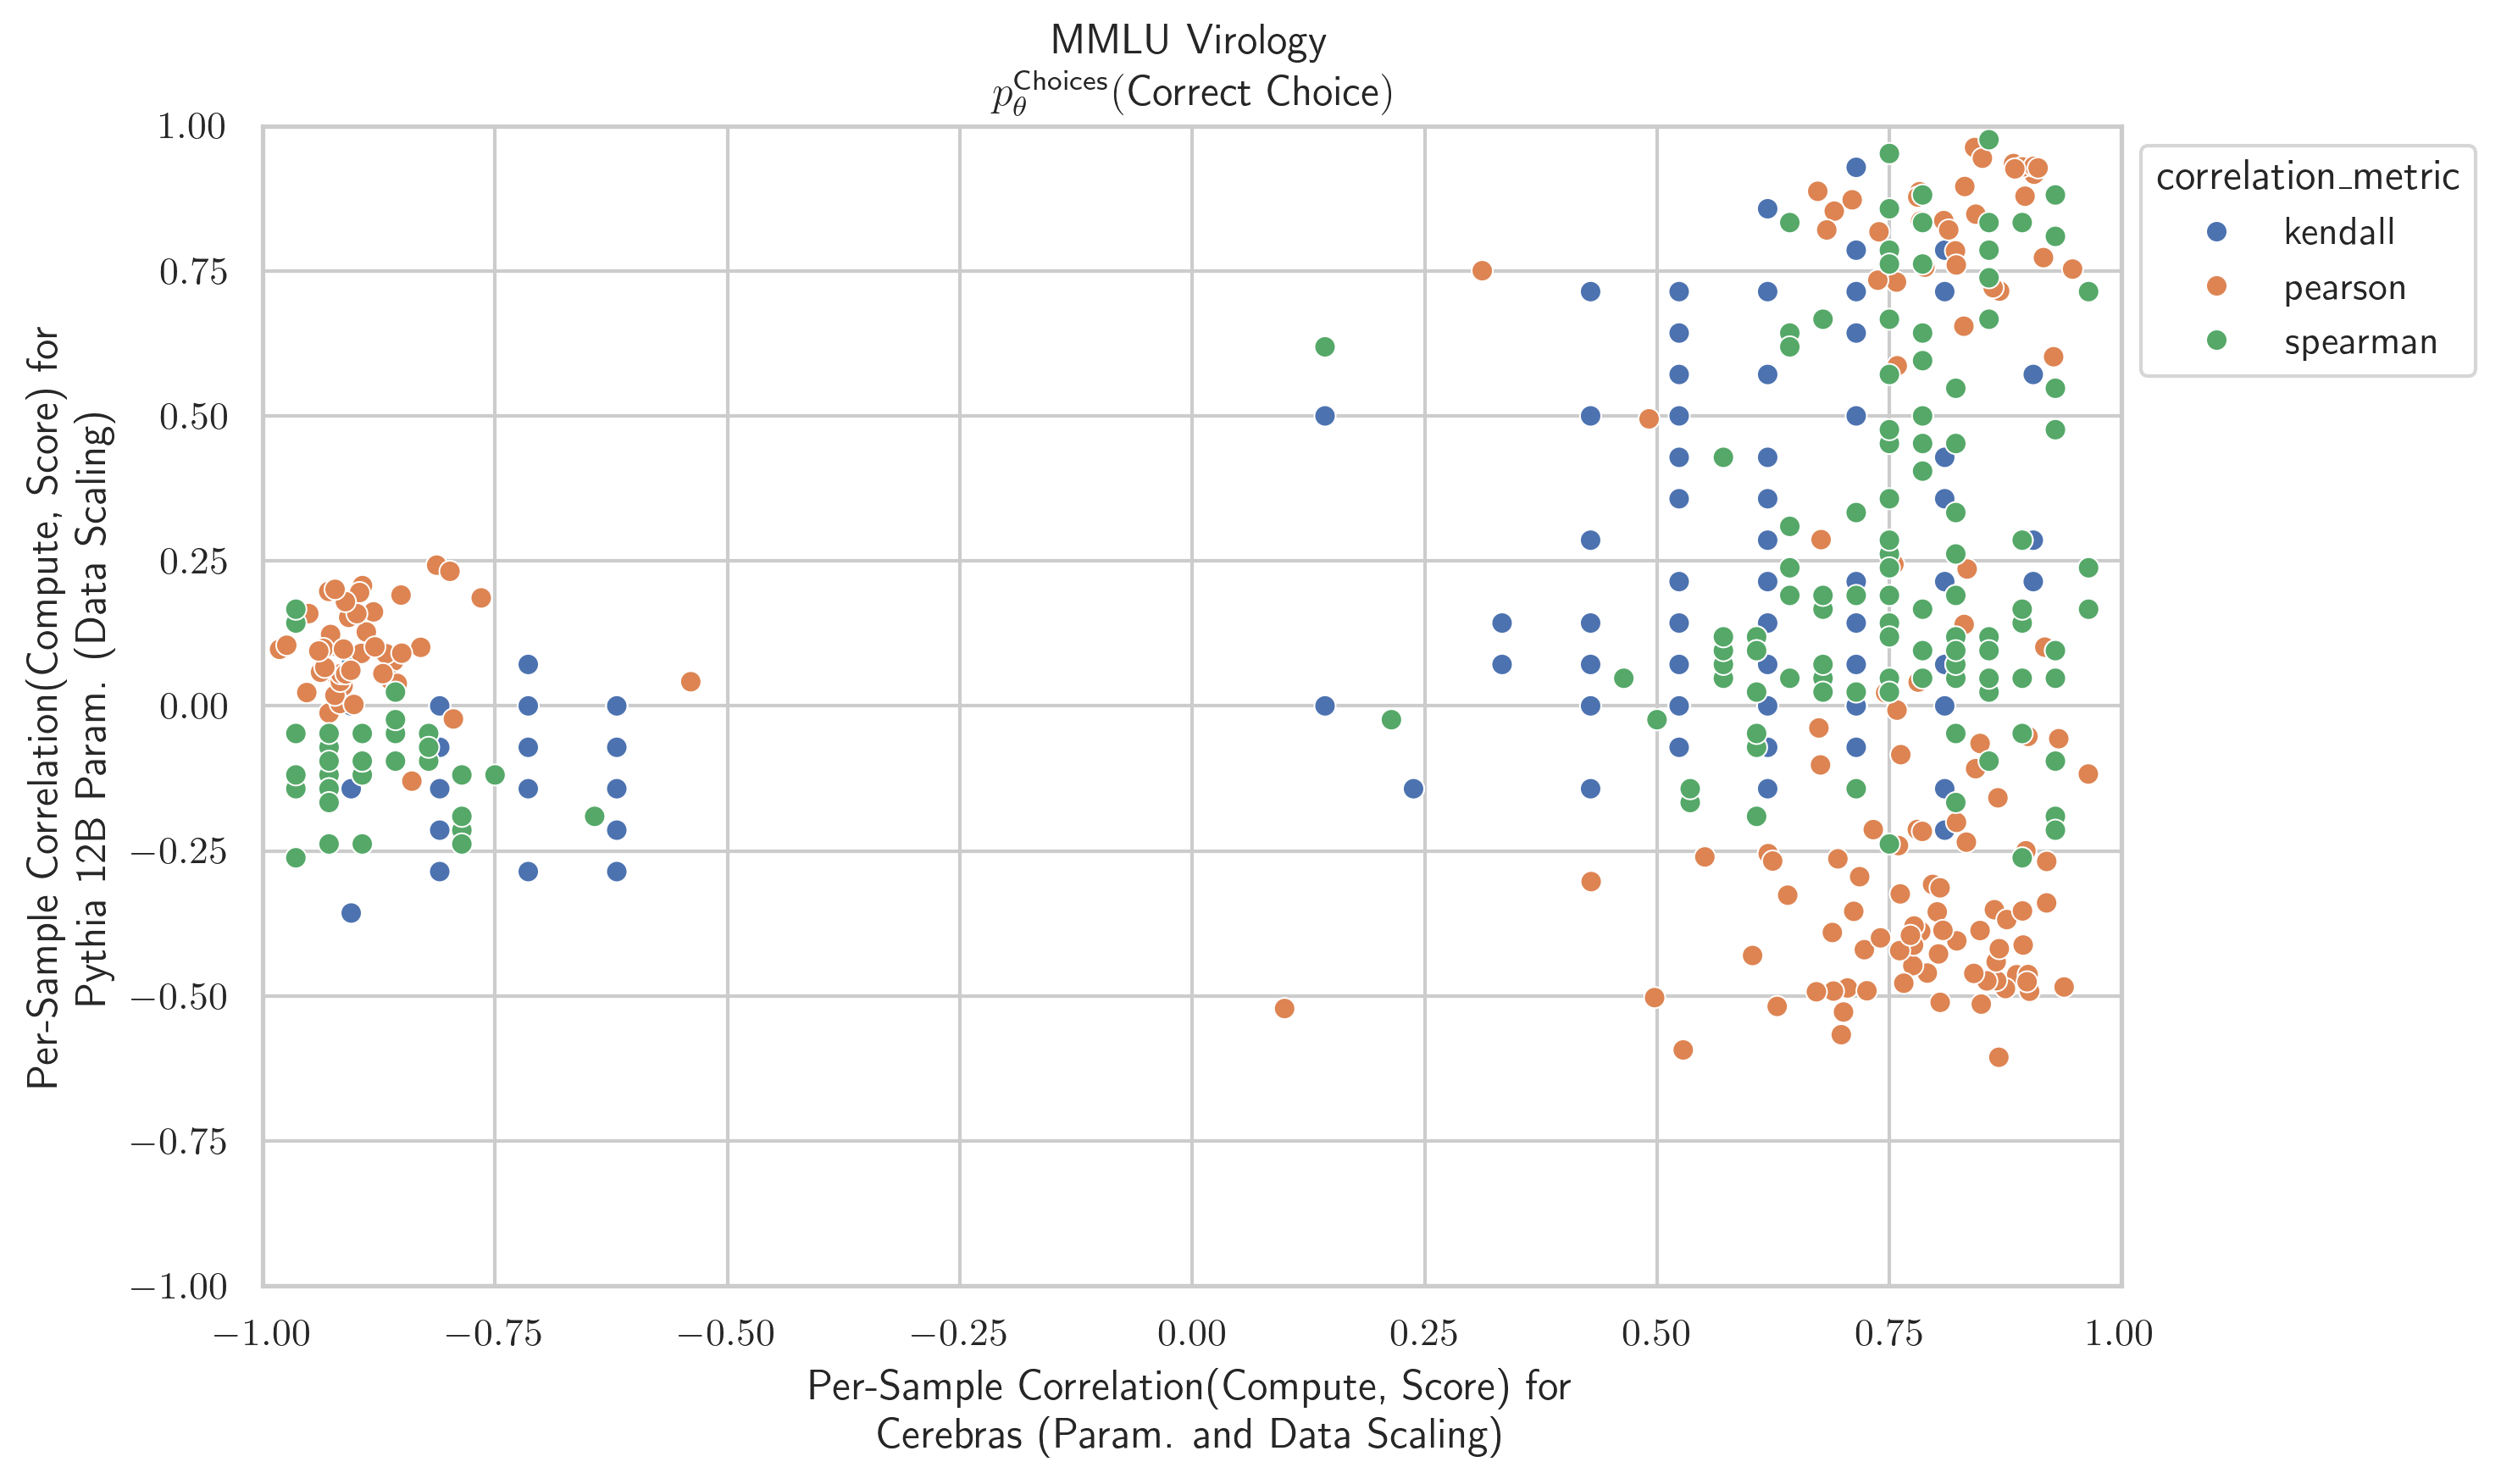 MMLU Virology
p_θ^Choices(Correct Choice)
1.00
0.75
0.50
0.25
0.00
−0.25
−0.50
−0.75
−1.00
Per-Sample Correlation(Compute, Score) for
Pythia 12B Param. (Data Scaling)
correlation_metric
kendall
pearson
spearman
−1.00 −0.75 −0.50 −0.25 0.00 0.25 0.50 0.75 1.00
Per-Sample Correlation(Compute, Score) for
Cerebras (Param. and Data Scaling)